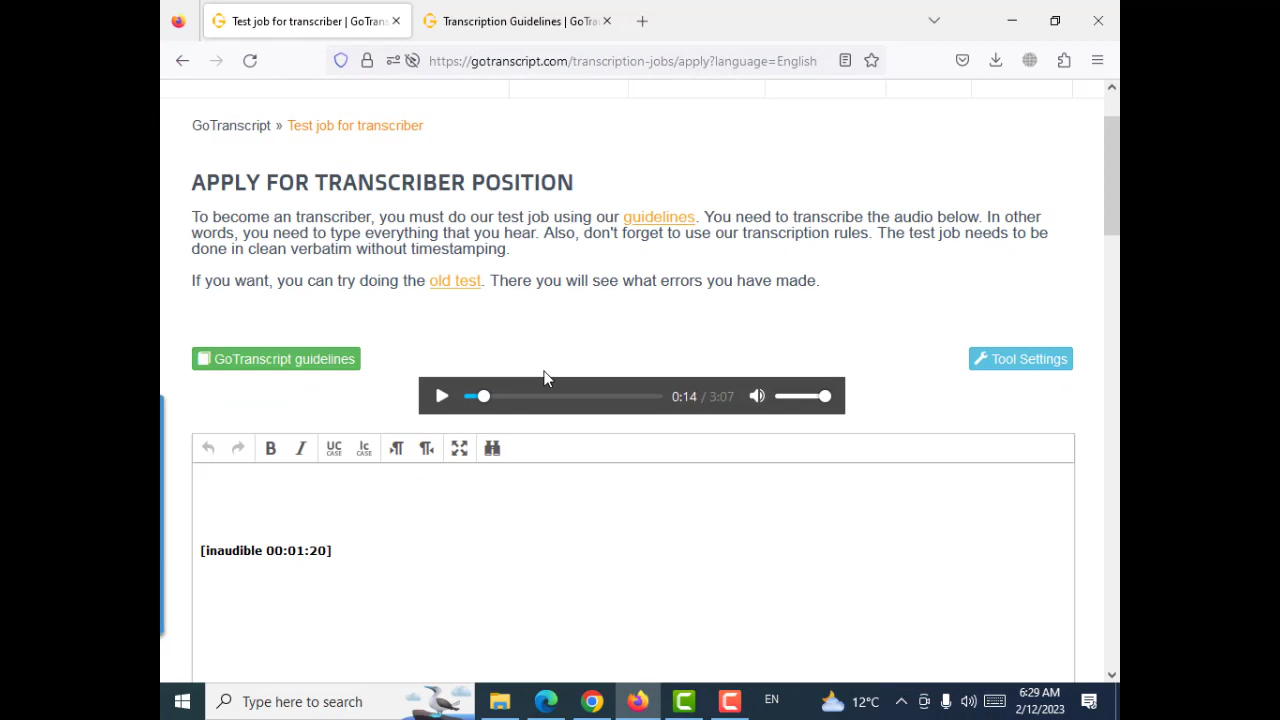 Test job for transcriber | GoTrans
Transcription Guidelines | GoTra
https://gotranscript.com/transcription-jobs/apply?language=English
GoTranscript » Test job for transcriber
APPLY FOR TRANSCRIBER POSITION
To become an transcriber, you must do our test job using our guidelines. You need to transcribe the audio below. In other
words, you need to type everything that you hear. Also, don't forget to use our transcription rules. The test job needs to be
done in clean verbatim without timestamping.
If you want, you can try doing the old test. There you will see what errors you have made.
GoTranscript guidelines
Tool Settings
0:14 / 3:07
B I UC CASE lc CASE
[inaudible 00:01:20]
Type here to search
EN
12°C
6:29 AM
2/12/2023